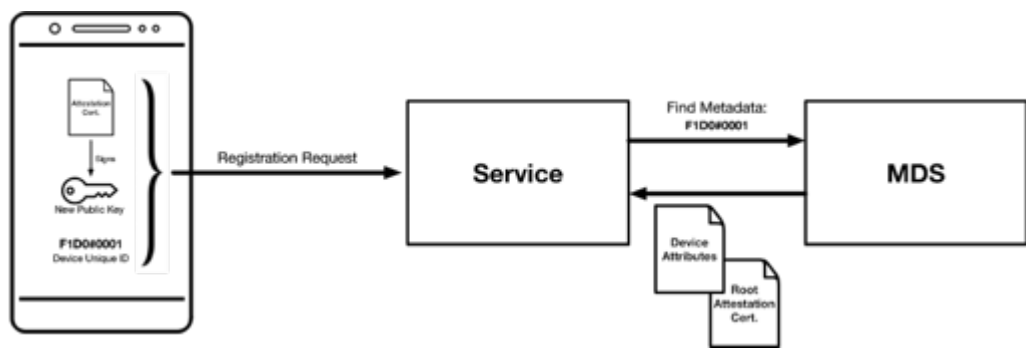 Attestation
Cert.
Signs
New Public Key
F1D0#0001
Device Unique ID
Registration Request
Service
Find Metadata:
F1D0#0001
MDS
Device
Attributes
Root
Attestation
Cert.